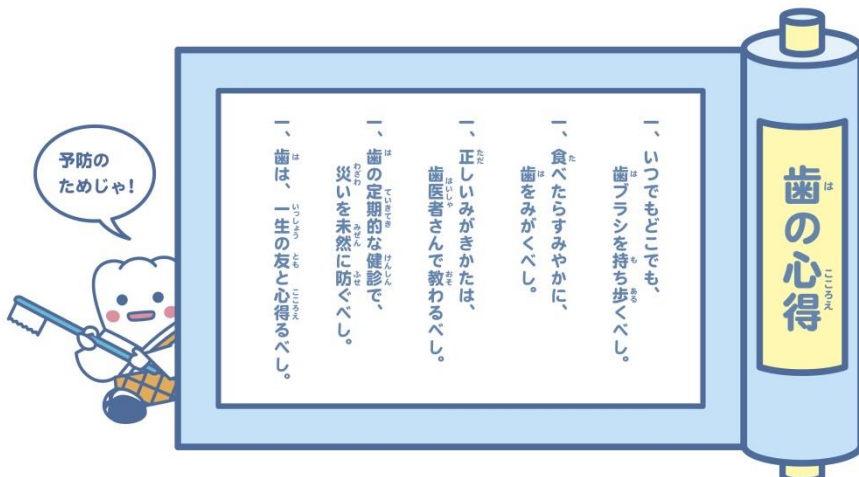 歯の心得
一、いつでもどこでも、
歯ブラシを持ち歩くべし。
一、食べたらすみやかに、
歯をみがくべし。
一、正しいみがきかたは、
歯医者さんで教わるべし。
一、歯の定期的な健診で、
災いを未然に防ぐべし。
一、歯は、一生の友と心得るべし。
予防の
ためじゃ!